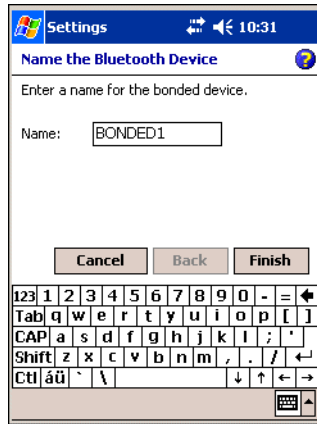 Settings 10:31
Name the Bluetooth Device ?
Enter a name for the bonded device.
Name: BONDED1
Cancel Back Finish
123 1 2 3 4 5 6 7 8 9 0 - =
Tab q w e r t y u i o p [ ]
CAP a s d f g h j k l ; '
Shift z x c v b n m , . /
Ctl áü ` \